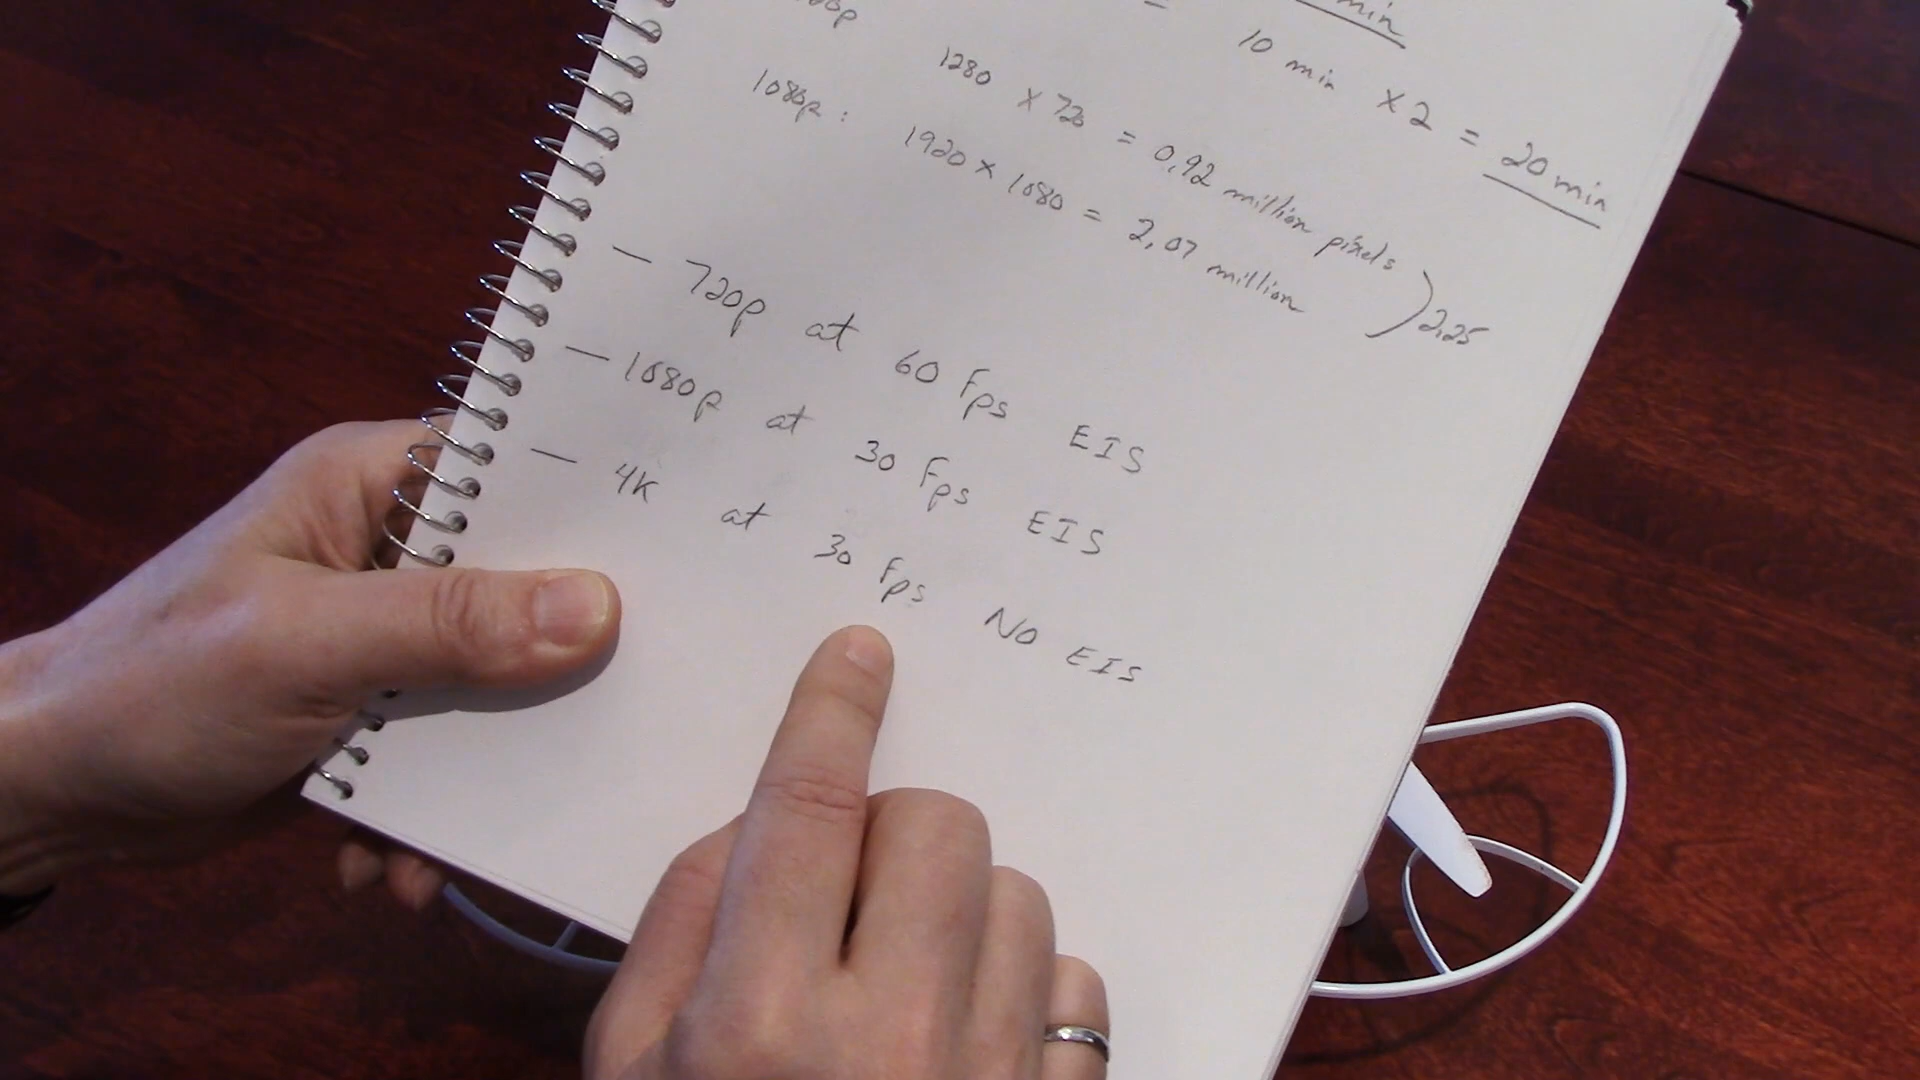 = min
10 min x 2 = 20 min
1280 x 720 = 0.92 million pixels
1080p: 1920 x 1080 = 2.07 million ) 2.25
— 720p at 60 fps EIS
— 1080p at 30 fps EIS
— 4K at 30 fps NO EIS